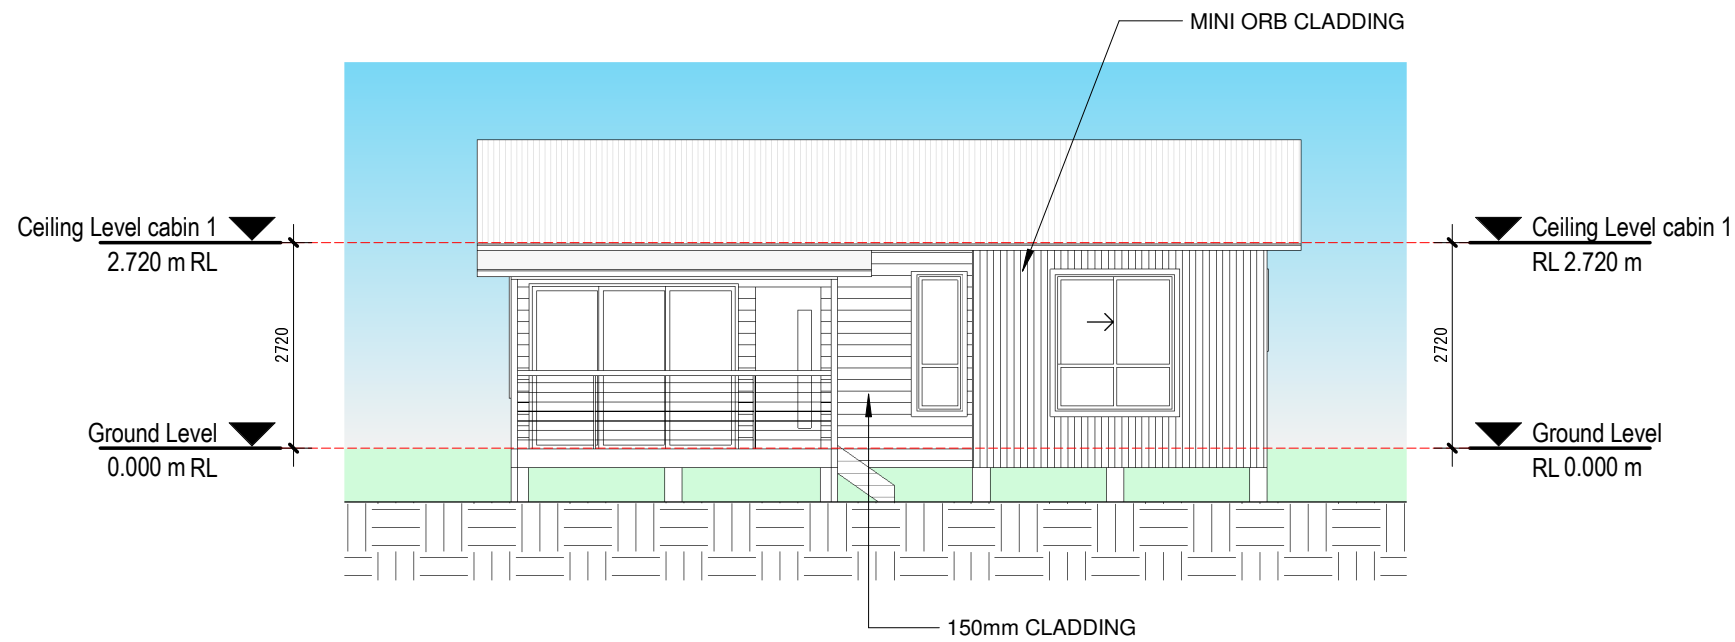 MINI ORB CLADDING
Ceiling Level cabin 1
2.720 m RL
Ceiling Level cabin 1
RL 2.720 m
2720
2720
Ground Level
0.000 m RL
Ground Level
RL 0.000 m
150mm CLADDING